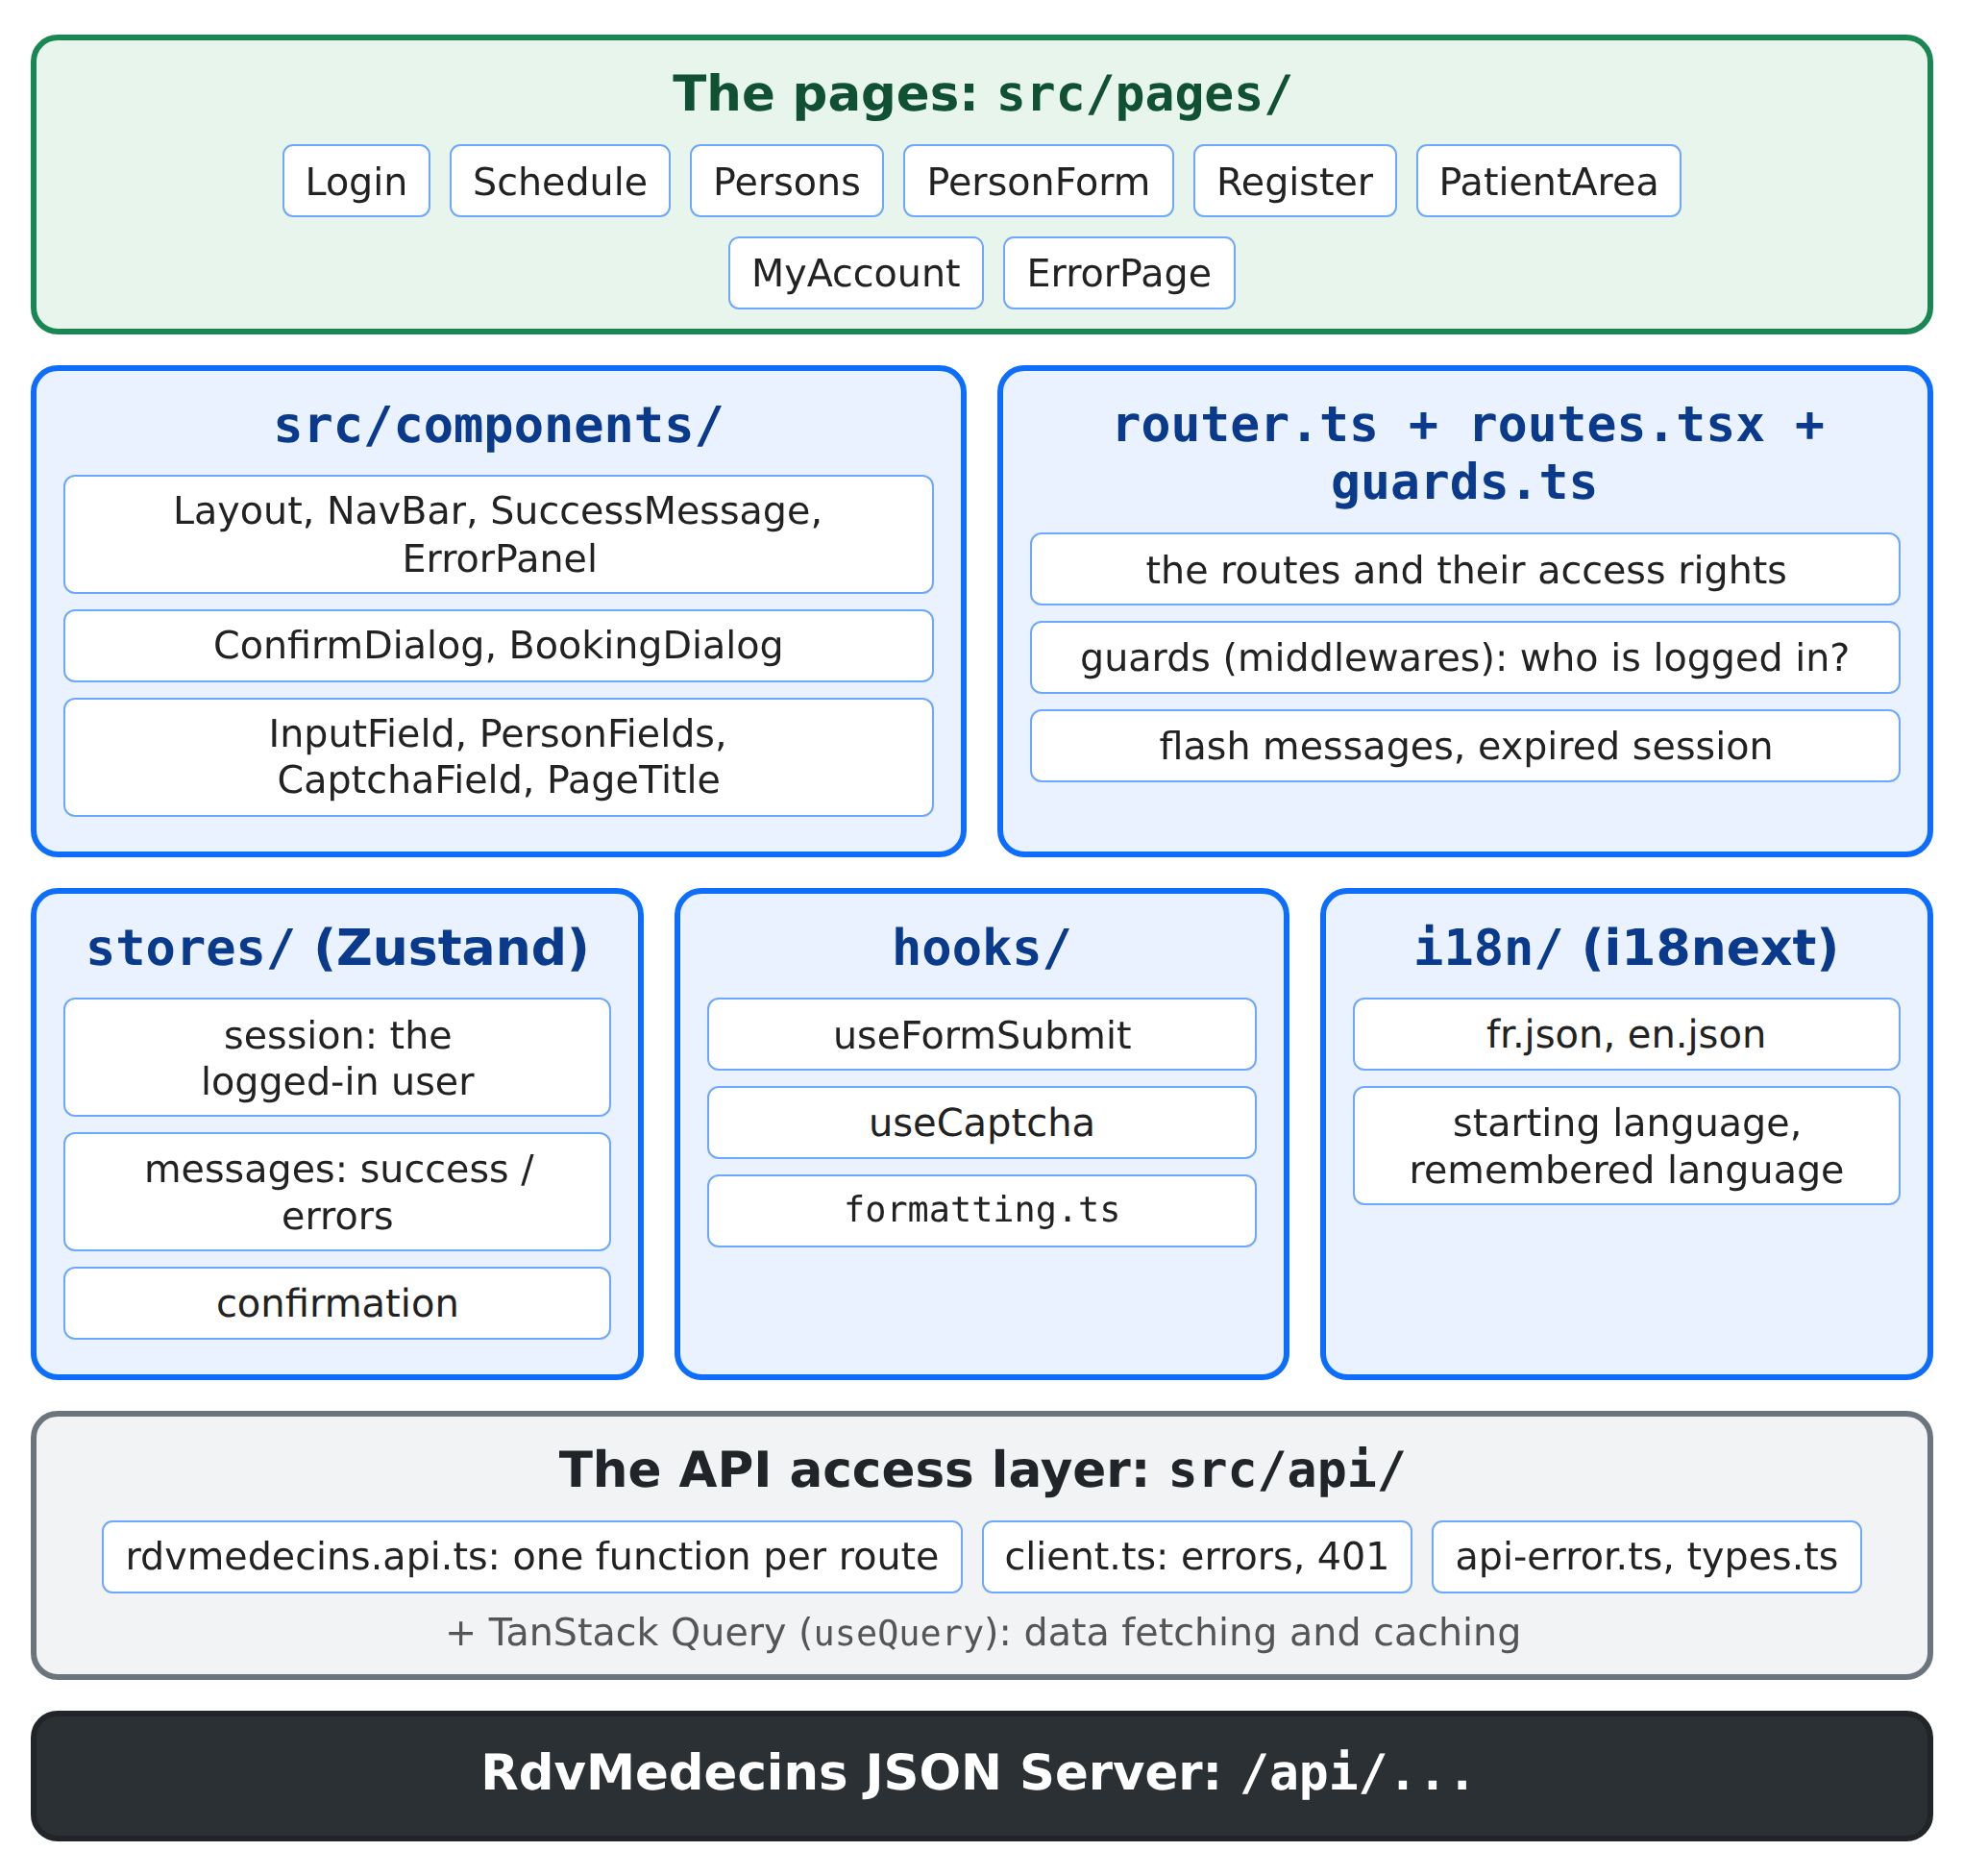 The pages: src/pages/
Login
Schedule
Persons
PersonForm
Register
PatientArea
MyAccount
ErrorPage
src/components/
Layout, NavBar, SuccessMessage,
ErrorPanel
ConfirmDialog, BookingDialog
InputField, PersonFields,
CaptchaField, PageTitle
router.ts + routes.tsx +
guards.ts
the routes and their access rights
guards (middlewares): who is logged in?
flash messages, expired session
stores/ (Zustand)
session: the
logged-in user
messages: success /
errors
confirmation
hooks/
useFormSubmit
useCaptcha
formatting.ts
i18n/ (i18next)
fr.json, en.json
starting language,
remembered language
The API access layer: src/api/
rdvmedecins.api.ts: one function per route
client.ts: errors, 401
api-error.ts, types.ts
+ TanStack Query (useQuery): data fetching and caching
RdvMedecins JSON Server: /api/...